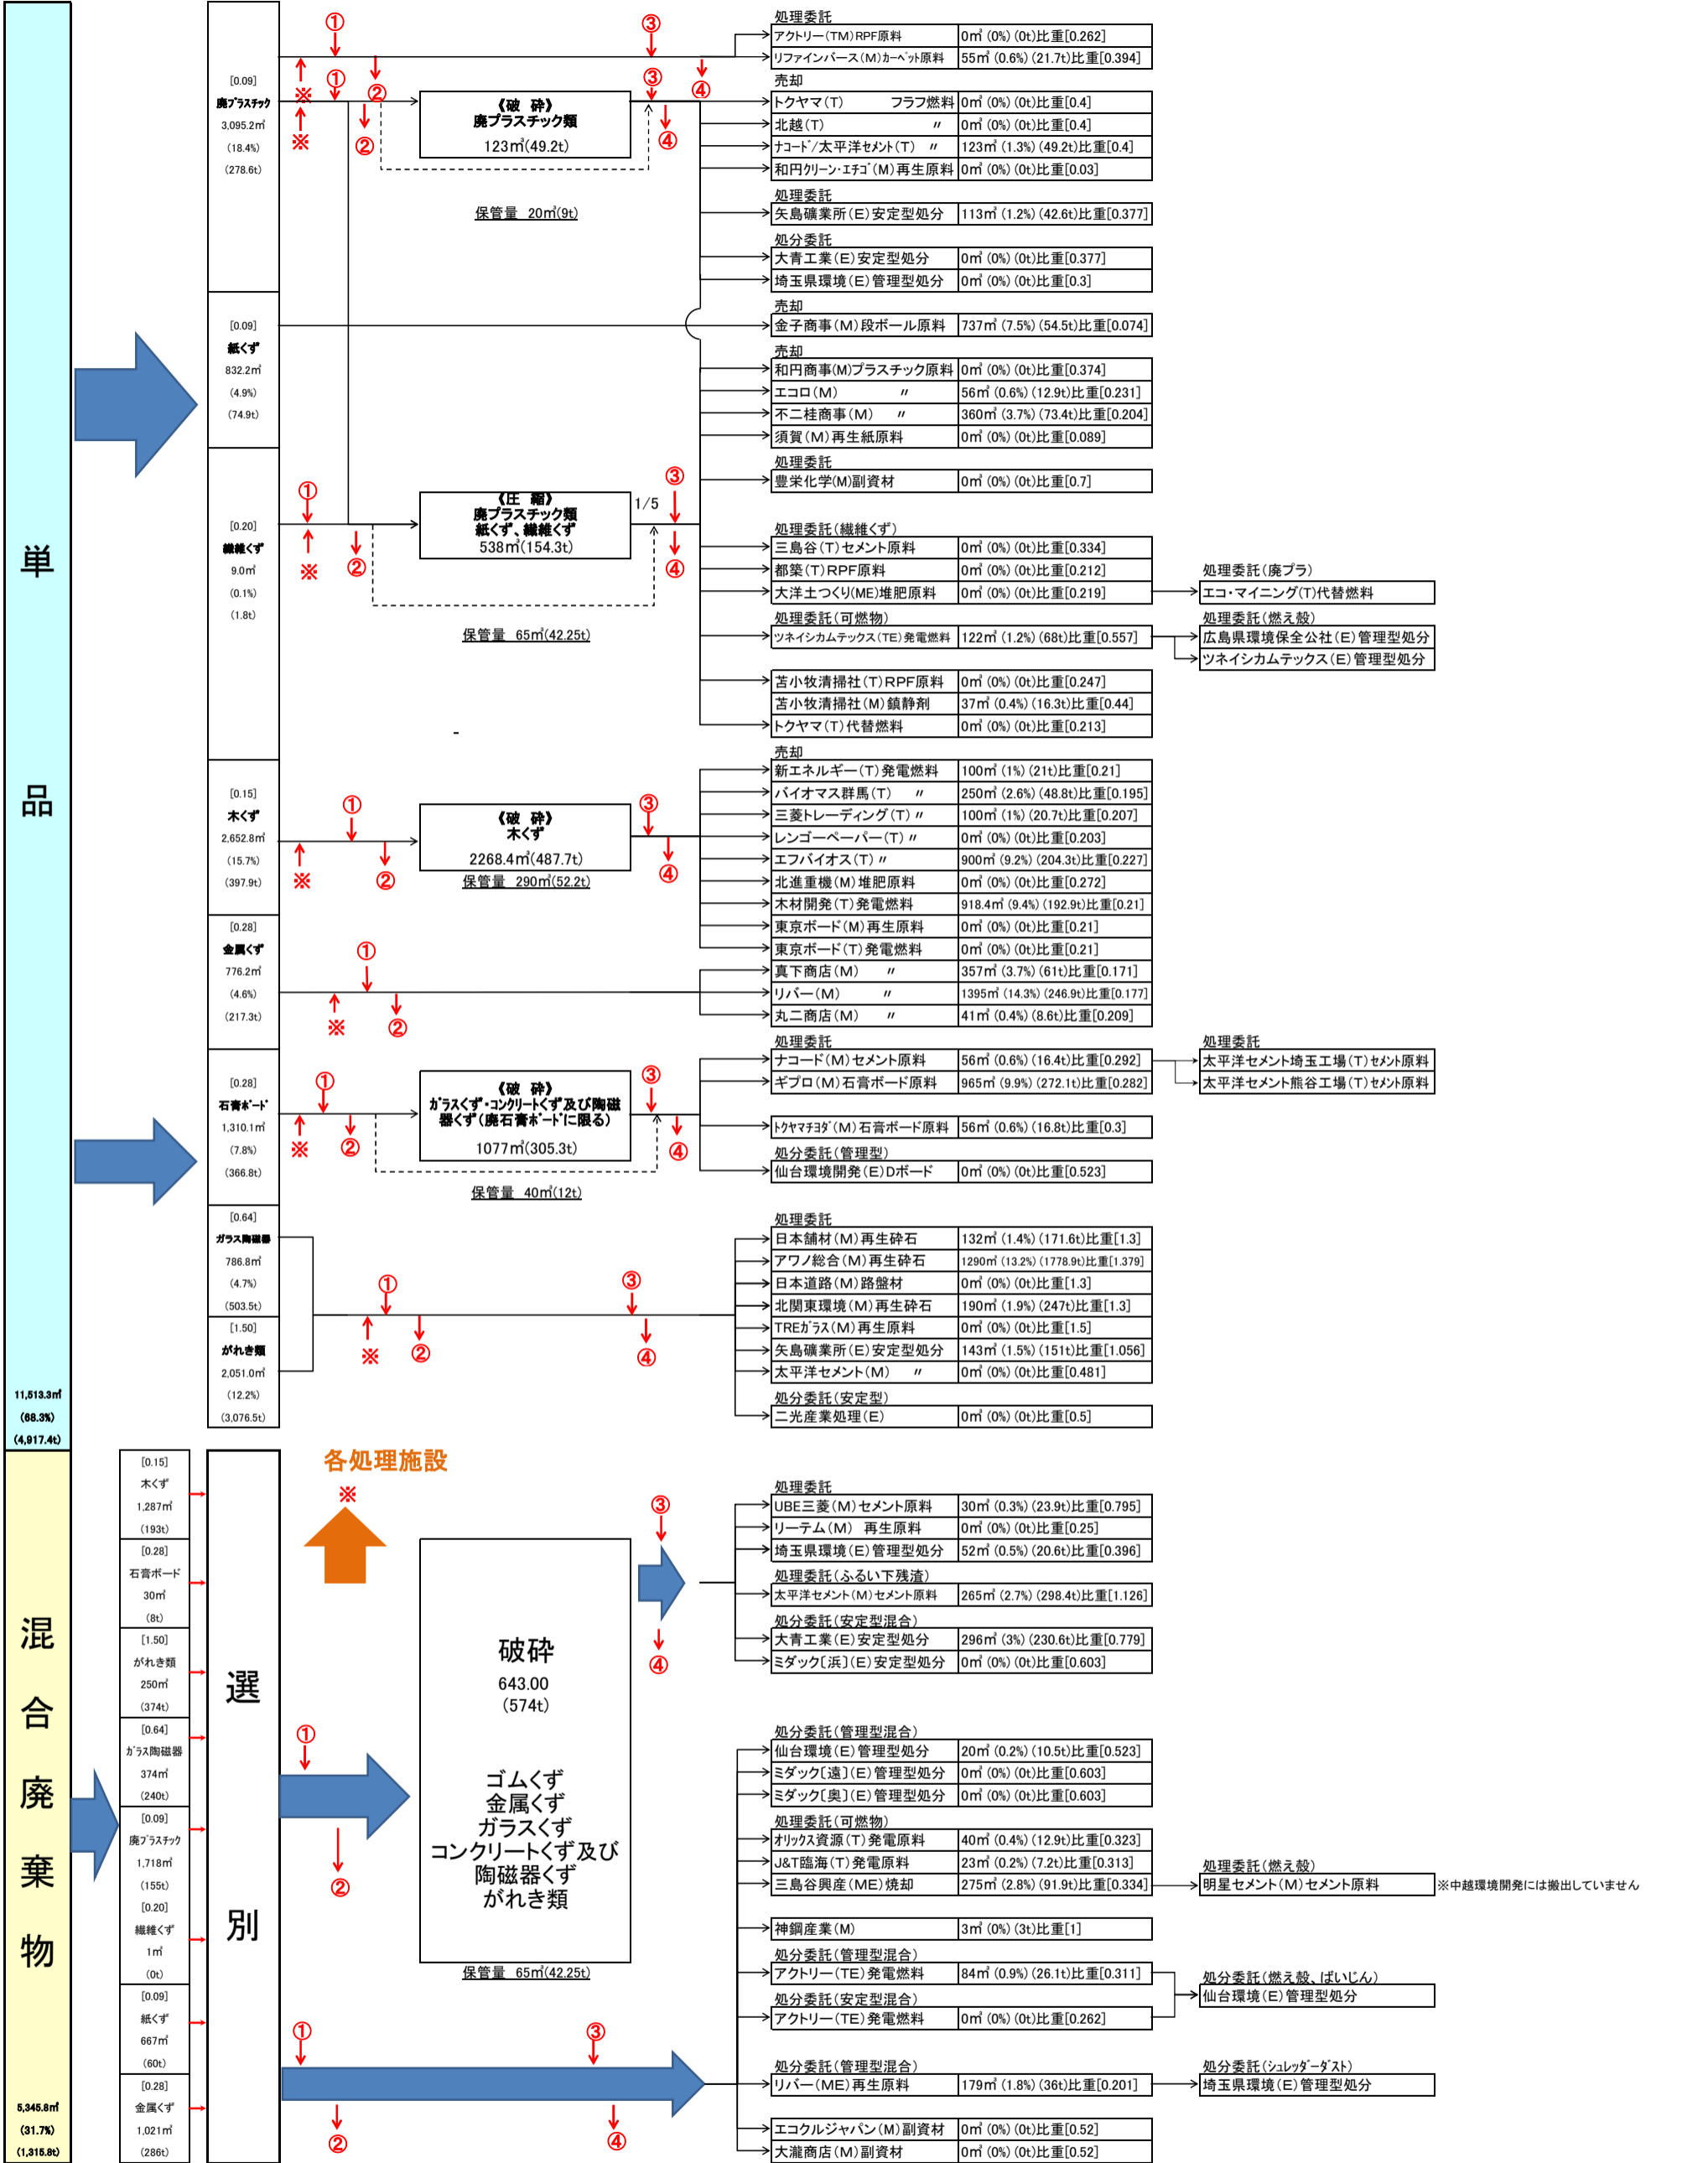 単
品
11,513.3㎥
(68.3%)
(4,917.4t)
混
合
廃
棄
物
5,345.8㎥
(31.7%)
(1,315.8t)
[0.09]
廃プラスチック
3,095.2㎥
(18.4%)
(278.6t)
[0.09]
紙くず
832.2㎥
(4.9%)
(74.9t)
[0.20]
繊維くず
9.0㎥
(0.1%)
(1.8t)
[0.15]
木くず
2,652.8㎥
(15.7%)
(397.9t)
[0.28]
金属くず
776.2㎥
(4.6%)
(217.3t)
[0.28]
石膏ボード
1,310.1㎥
(7.8%)
(366.8t)
[0.64]
ガラス陶磁器
786.8㎥
(4.7%)
(503.5t)
[1.50]
がれき類
2,051.0㎥
(12.2%)
(3,076.5t)
① ③
※ ② ④
① ③
※ ② ④
《破 砕》
廃プラスチック類
123㎥(49.2t)
保管量 20㎥(9t)
① ③
※ ② ④
《圧 縮》
廃プラスチック類
紙くず、繊維くず
538㎥(154.3t)
1/5
保管量 65㎥(42.25t)
-
① ③
※ ② ④
《破 砕》
木くず
2268.4㎥(487.7t)
保管量 290㎥(52.2t)
①
※ ②
① ③
※ ② ④
《破 砕》
ガラスくず・コンクリートくず及び陶磁
器くず(廃石膏ボードに限る)
1077㎥(305.3t)
保管量 40㎥(12t)
① ③
※ ② ④
処理委託
アクトリー(TM)RPF原料 0㎥(0%)(0t)比重[0.262]
リファインバース(M)カーペット原料 55㎥(0.6%)(21.7t)比重[0.394]
売却
トクヤマ(T) フラフ燃料 0㎥(0%)(0t)比重[0.4]
北越(T) 〃 0㎥(0%)(0t)比重[0.4]
ナコード/太平洋セメント(T) 〃 123㎥(1.3%)(49.2t)比重[0.4]
和円クリーン・エチゴ(M)再生原料 0㎥(0%)(0t)比重[0.03]
処理委託
矢島礦業所(E)安定型処分 113㎥(1.2%)(42.6t)比重[0.377]
処分委託
大青工業(E)安定型処分 0㎥(0%)(0t)比重[0.377]
埼玉県環境(E)管理型処分 0㎥(0%)(0t)比重[0.3]
売却
金子商事(M)段ボール原料 737㎥(7.5%)(54.5t)比重[0.074]
売却
和円商事(M)プラスチック原料 0㎥(0%)(0t)比重[0.374]
エコロ(M) 〃 56㎥(0.6%)(12.9t)比重[0.231]
不二桂商事(M) 〃 360㎥(3.7%)(73.4t)比重[0.204]
須賀(M)再生紙原料 0㎥(0%)(0t)比重[0.089]
処理委託
豊栄化学(M)副資材 0㎥(0%)(0t)比重[0.7]
処理委託(繊維くず)
三島谷(T)セメント原料 0㎥(0%)(0t)比重[0.334]
都築(T)RPF原料 0㎥(0%)(0t)比重[0.212]
大洋土つくり(ME)堆肥原料 0㎥(0%)(0t)比重[0.219]
処理委託(廃プラ)
エコ・マイニング(T)代替燃料
処理委託(可燃物)
ツネイシカムテックス(TE)発電燃料 122㎥(1.2%)(68t)比重[0.557]
処理委託(燃え殻)
広島県環境保全公社(E)管理型処分
ツネイシカムテックス(E)管理型処分
苫小牧清掃社(T)RPF原料 0㎥(0%)(0t)比重[0.247]
苫小牧清掃社(M)鎮静剤 37㎥(0.4%)(16.3t)比重[0.44]
トクヤマ(T)代替燃料 0㎥(0%)(0t)比重[0.213]
売却
新エネルギー(T)発電燃料 100㎥(1%)(21t)比重[0.21]
バイオマス群馬(T) 〃 250㎥(2.6%)(48.8t)比重[0.195]
三菱トレーディング(T)〃 100㎥(1%)(20.7t)比重[0.207]
レンゴーペーパー(T)〃 0㎥(0%)(0t)比重[0.203]
エフバイオス(T)〃 900㎥(9.2%)(204.3t)比重[0.227]
北進重機(M)堆肥原料 0㎥(0%)(0t)比重[0.272]
木材開発(T)発電燃料 918.4㎥(9.4%)(192.9t)比重[0.21]
東京ボード(M)再生原料 0㎥(0%)(0t)比重[0.21]
東京ボード(T)発電燃料 0㎥(0%)(0t)比重[0.21]
真下商店(M) 〃 357㎥(3.7%)(61t)比重[0.171]
リバー(M) 〃 1395㎥(14.3%)(246.9t)比重[0.177]
丸二商店(M) 〃 41㎥(0.4%)(8.6t)比重[0.209]
処理委託
ナコード(M)セメント原料 56㎥(0.6%)(16.4t)比重[0.292]
ギプロ(M)石膏ボード原料 965㎥(9.9%)(272.1t)比重[0.282]
処理委託
太平洋セメント埼玉工場(T)セメント原料
太平洋セメント熊谷工場(T)セメント原料
トクヤマチヨダ(M)石膏ボード原料 56㎥(0.6%)(16.8t)比重[0.3]
処分委託(管理型)
仙台環境開発(E)Dボード 0㎥(0%)(0t)比重[0.523]
処理委託
日本舗材(M)再生砕石 132㎥(1.4%)(171.6t)比重[1.3]
アワノ総合(M)再生砕石 1290㎥(13.2%)(1778.9t)比重[1.379]
日本道路(M)路盤材 0㎥(0%)(0t)比重[1.3]
北関東環境(M)再生砕石 190㎥(1.9%)(247t)比重[1.3]
TREガラス(M)再生原料 0㎥(0%)(0t)比重[1.5]
矢島礦業所(E)安定型処分 143㎥(1.5%)(151t)比重[1.056]
太平洋セメント(M) 〃 0㎥(0%)(0t)比重[0.481]
処分委託(安定型)
二光産業処理(E) 0㎥(0%)(0t)比重[0.5]
[0.15]
木くず
1,287㎥
(193t)
[0.28]
石膏ボード
30㎥
(8t)
[1.50]
がれき類
250㎥
(374t)
[0.64]
ガラス陶磁器
374㎥
(240t)
[0.09]
廃プラスチック
1,718㎥
(155t)
[0.20]
繊維くず
1㎥
(0t)
[0.09]
紙くず
667㎥
(60t)
[0.28]
金属くず
1,021㎥
(286t)
選
別
各処理施設
※
① ③
② ④
破砕
643.00
(574t)
ゴムくず
金属くず
ガラスくず
コンクリートくず及び
陶磁器くず
がれき類
保管量 65㎥(42.25t)
① ③
② ④
処理委託
UBE三菱(M)セメント原料 30㎥(0.3%)(23.9t)比重[0.795]
リーテム(M) 再生原料 0㎥(0%)(0t)比重[0.25]
埼玉県環境(E)管理型処分 52㎥(0.5%)(20.6t)比重[0.396]
処理委託(ふるい下残渣)
太平洋セメント(M)セメント原料 265㎥(2.7%)(298.4t)比重[1.126]
処分委託(安定型混合)
大青工業(E)安定型処分 296㎥(3%)(230.6t)比重[0.779]
ミダック〔浜〕(E)安定型処分 0㎥(0%)(0t)比重[0.603]
処分委託(管理型混合)
仙台環境(E)管理型処分 20㎥(0.2%)(10.5t)比重[0.523]
ミダック〔遠〕(E)管理型処分 0㎥(0%)(0t)比重[0.603]
ミダック〔奥〕(E)管理型処分 0㎥(0%)(0t)比重[0.603]
処理委託(可燃物)
オリックス資源(T)発電原料 40㎥(0.4%)(12.9t)比重[0.323]
J&T臨海(T)発電原料 23㎥(0.2%)(7.2t)比重[0.313]
三島谷興産(ME)焼却 275㎥(2.8%)(91.9t)比重[0.334]
処理委託(燃え殻)
明星セメント(M)セメント原料 ※中越環境開発には搬出していません
神鋼産業(M) 3㎥(0%)(3t)比重[1]
処分委託(管理型混合)
アクトリー(TE)発電燃料 84㎥(0.9%)(26.1t)比重[0.311]
処分委託(安定型混合)
アクトリー(TE)発電燃料 0㎥(0%)(0t)比重[0.262]
処分委託(燃え殻、ばいじん)
仙台環境(E)管理型処分
処分委託(管理型混合)
リバー(ME)再生原料 179㎥(1.8%)(36t)比重[0.201]
処分委託(シュレッダーダスト)
埼玉県環境(E)管理型処分
エコクルジャパン(M)副資材 0㎥(0%)(0t)比重[0.52]
大瀧商店(M)副資材 0㎥(0%)(0t)比重[0.52]